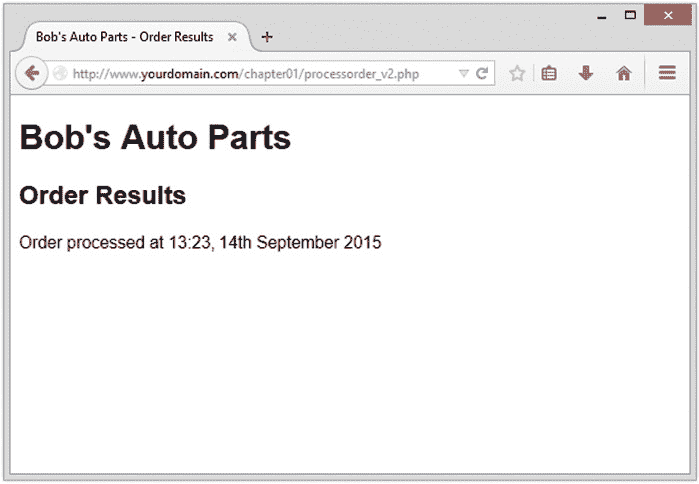 Bob's Auto Parts - Order Results
http://www.yourdomain.com/chapter01/processorder_v2.php
Bob's Auto Parts
Order Results
Order processed at 13:23, 14th September 2015